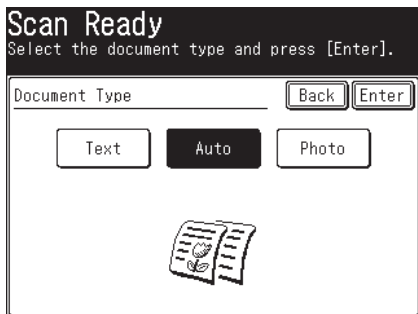 Scan Ready
Select the document type and press [Enter].
Document Type Back Enter
Text Auto Photo